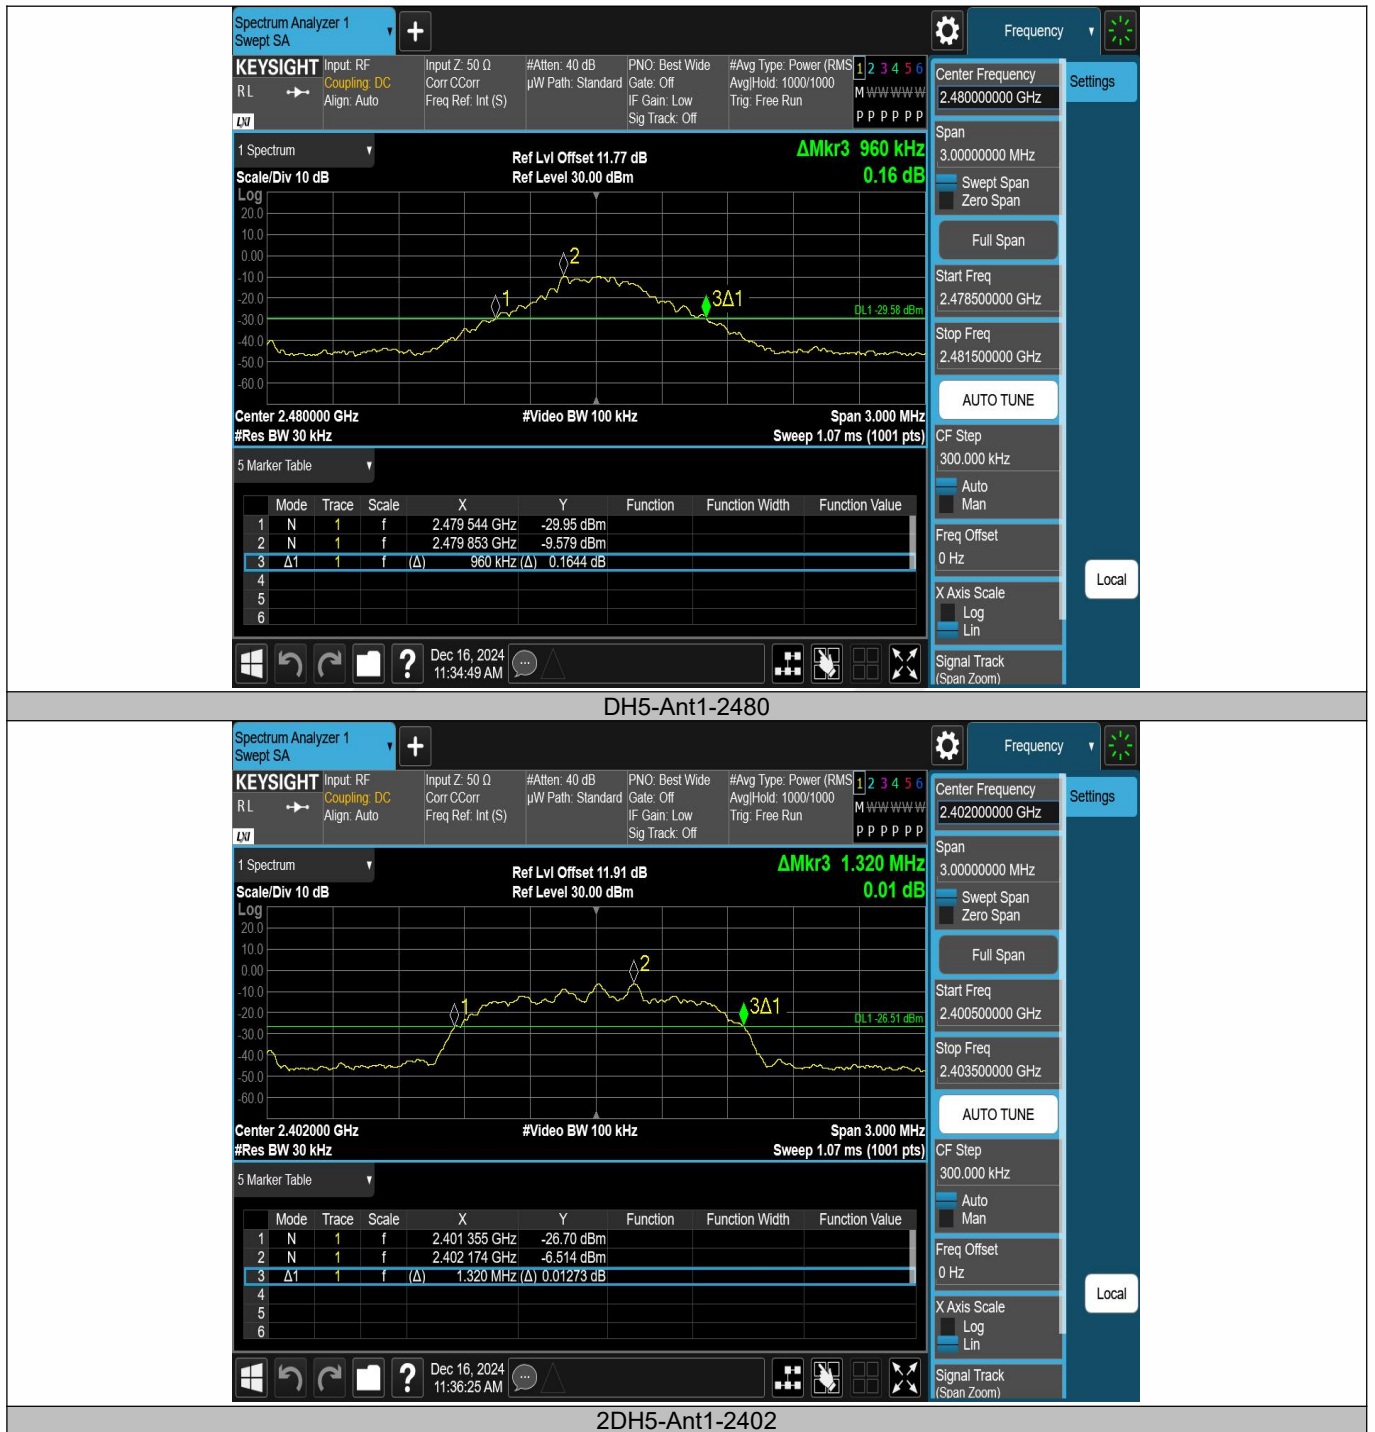 Spectrum Analyzer 1
Swept SA
+
Frequency
KEYSIGHT
RL
LXI
Input: RF
Coupling: DC
Align: Auto
Input Z: 50 Ω
Corr CCorr
Freq Ref: Int (S)
#Atten: 40 dB
µW Path: Standard
PNO: Best Wide
Gate: Off
IF Gain: Low
Sig Track: Off
#Avg Type: Power (RMS
Avg|Hold: 1000/1000
Trig: Free Run
1 2 3 4 5 6
M W W W W W
P P P P P P
1 Spectrum
Scale/Div 10 dB
Ref Lvl Offset 11.77 dB
Ref Level 30.00 dBm
ΔMkr3 960 kHz
0.16 dB
Log
20.0
10.0
0.00
-10.0
-20.0
-30.0
-40.0
-50.0
-60.0
1
2
3Δ1
DL1 -29.58 dBm
Center 2.480000 GHz
#Video BW 100 kHz
Span 3.000 MHz
#Res BW 30 kHz
Sweep 1.07 ms (1001 pts)
5 Marker Table
Mode Trace Scale X Y Function Function Width Function Value
1 N 1 f 2.479 544 GHz -29.95 dBm
2 N 1 f 2.479 853 GHz -9.579 dBm
3 Δ1 1 f (Δ) 960 kHz (Δ) 0.1644 dB
4
5
6
?
Dec 16, 2024
11:34:49 AM
Center Frequency
2.480000000 GHz
Settings
Span
3.00000000 MHz
Swept Span
Zero Span
Full Span
Start Freq
2.478500000 GHz
Stop Freq
2.481500000 GHz
AUTO TUNE
CF Step
300.000 kHz
Auto
Man
Freq Offset
0 Hz
Local
X Axis Scale
Log
Lin
Signal Track
(Span Zoom)
DH5-Ant1-2480
Spectrum Analyzer 1
Swept SA
+
Frequency
KEYSIGHT
RL
LXI
Input: RF
Coupling: DC
Align: Auto
Input Z: 50 Ω
Corr CCorr
Freq Ref: Int (S)
#Atten: 40 dB
µW Path: Standard
PNO: Best Wide
Gate: Off
IF Gain: Low
Sig Track: Off
#Avg Type: Power (RMS
Avg|Hold: 1000/1000
Trig: Free Run
1 2 3 4 5 6
M W W W W W
P P P P P P
1 Spectrum
Scale/Div 10 dB
Ref Lvl Offset 11.91 dB
Ref Level 30.00 dBm
ΔMkr3 1.320 MHz
0.01 dB
Log
20.0
10.0
0.00
-10.0
-20.0
-30.0
-40.0
-50.0
-60.0
1
2
3Δ1
DL1 -26.51 dBm
Center 2.402000 GHz
#Video BW 100 kHz
Span 3.000 MHz
#Res BW 30 kHz
Sweep 1.07 ms (1001 pts)
5 Marker Table
Mode Trace Scale X Y Function Function Width Function Value
1 N 1 f 2.401 355 GHz -26.70 dBm
2 N 1 f 2.402 174 GHz -6.514 dBm
3 Δ1 1 f (Δ) 1.320 MHz (Δ) 0.01273 dB
4
5
6
?
Dec 16, 2024
11:36:25 AM
Center Frequency
2.402000000 GHz
Settings
Span
3.00000000 MHz
Swept Span
Zero Span
Full Span
Start Freq
2.400500000 GHz
Stop Freq
2.403500000 GHz
AUTO TUNE
CF Step
300.000 kHz
Auto
Man
Freq Offset
0 Hz
Local
X Axis Scale
Log
Lin
Signal Track
(Span Zoom)
2DH5-Ant1-2402